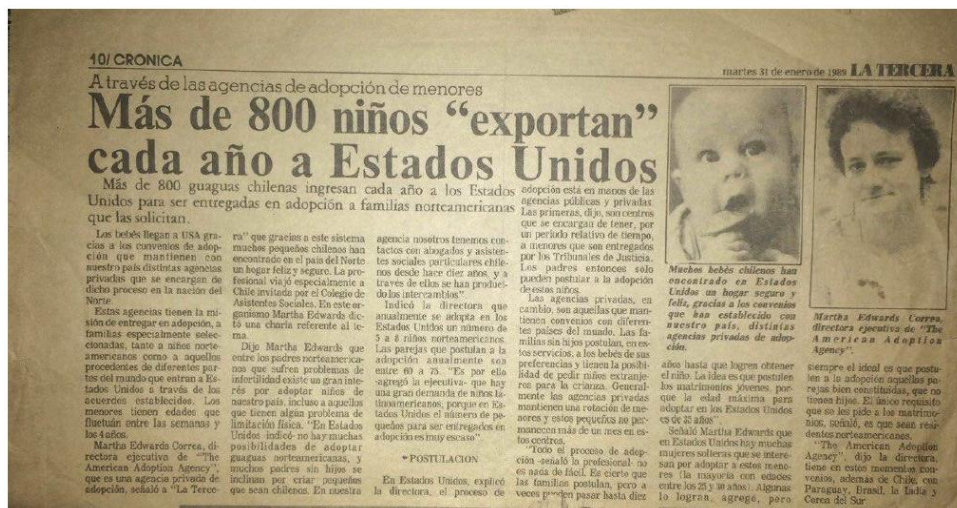 10/ CRONICA
martes 31 de enero de 1989 LA TERCERA
A través de las agencias de adopción de menores
Más de 800 niños “exportan”
cada año a Estados Unidos
Más de 800 guaguas chilenas ingresan cada año a los Estados
Unidos para ser entregadas en adopción a familias norteamericanas
que las solicitan.
Los bebés llegan a USA gra-
cias a los convenios de adop-
ción que mantienen con
nuestro país distintas agencias
privadas que se encargan de
dicho proceso en la nación del
Norte
Estas agencias tienen la mi-
sión de entregar en adopción, a
familias especialmente selec-
cionadas, tanto a niños norte-
americanos como a aquellos
procedentes de diferentes par-
tes del mundo que entran a Es-
tados Unidos a través de los
acuerdos establecidos. Los
menores tienen edades que
fluctúan entre las semanas y
los 4 años.
Martha Edwards Correa, di-
rectora ejecutiva de “The
American Adoption Agency”,
que es una agencia privada de
adopción, señaló a “La Terce-
ra” que gracias a este sistema
muchos pequeños chilenos han
encontrado en el país del Norte
un hogar feliz y seguro. La pro-
fesional viajó especialmente a
Chile invitada por el Colegio de
Asistentes Sociales. En este or-
ganismo Martha Edwards dic-
tó una charla referente al te-
ma.
Dijo Martha Edwards que
entre los padres norteamerica-
nos que sufren problemas de
infertilidad existe un gran inte-
rés por adoptar niños de
nuestro país, incluso a aquellos
que tienen algún problema de
limitación física. “En Estados
Unidos -indicó- no hay muchas
posibilidades de adoptar
guaguas norteamericanas, y
muchos padres sin hijos se
inclinan por criar pequeños
que sean chilenos. En nuestra
agencia nosotros tenemos con-
tactos con abogados y asisten-
tes sociales particulares chile-
nos desde hace diez años, y a
través de ellos se han produci-
do los intercambios”
Indicó la directora que
anualmente se adopta en los
Estados Unidos un número de
5 a 8 niños norteamericanos.
Las parejas que postulan a la
adopción anualmente son
entre 60 a 75. “Es por ello
-agregó la ejecutiva- que hay
una gran demanda de niños la-
tinoamericanos, porque en Es-
tados Unidos el número de pe-
queños para ser entregados en
adopción es muy escaso”
*POSTULACION
En Estados Unidos, explicó
la directora, el proceso de
adopción está en manos de las
agencias públicas y privadas.
Las primeras, dijo, son centros
que se encargan de tener, por
un período relativo de tiempo,
a menores que son entregados
por los Tribunales de Justicia.
Los padres entonces sólo
pueden postular a la adopción
de estos niños.
Las agencias privadas, en
cambio, son aquellas que man-
tienen convenio con diferen-
tes países del mundo. Las fa-
milias sin hijos postulan, en es-
tos servicios, a los bebés de sus
preferencias y tienen la posibi-
lidad de pedir niños extranje-
ros para la crianza. General-
mente las agencias privadas
mantienen una rotación de me-
nores y estos pequeños no per-
manecen más de un mes en es-
tos centros.
Todo el proceso de adop-
ción -señaló la profesional- no
es nada de fácil. Es cierto que
las familias postulan, pero a
veces pueden pasar hasta diez
Muchos bebés chilenos han
encontrado en Estados
Unidos un hogar seguro y
feliz, gracias a los convenios
que han establecido con
nuestro país, distintas
agencias privadas de adop-
ción.
años hasta que logren obtener
el niño. La idea es que postulen
los matrimonios jóvenes, por-
que la edad máxima para
adoptar en los Estados Unidos
es de 35 años”
Señaló Martha Edwards que
en Estados Unidos hay muchas
mujeres solteras que se intere-
san por adoptar a estos meno-
res (la mayoría con edades
entre los 25 y 30 años). Algunas
lo logran, agregó, pero
Martha Edwards Correa,
directora ejecutiva de “The
American Adoption
Agency”.
siempre el ideal es que postu-
len a la adopción aquellas pa-
rejas bien constituidas, que no
tienen hijos. El único requisito
que se les pide a los matrimo-
nios, señaló, es que sean resi-
dentes norteamericanos.
“The American Adoption
Agency”, dijo la directora,
tiene en estos momentos con-
venios, además de Chile, con
Paraguay, Brasil, la India y
Corea del Sur